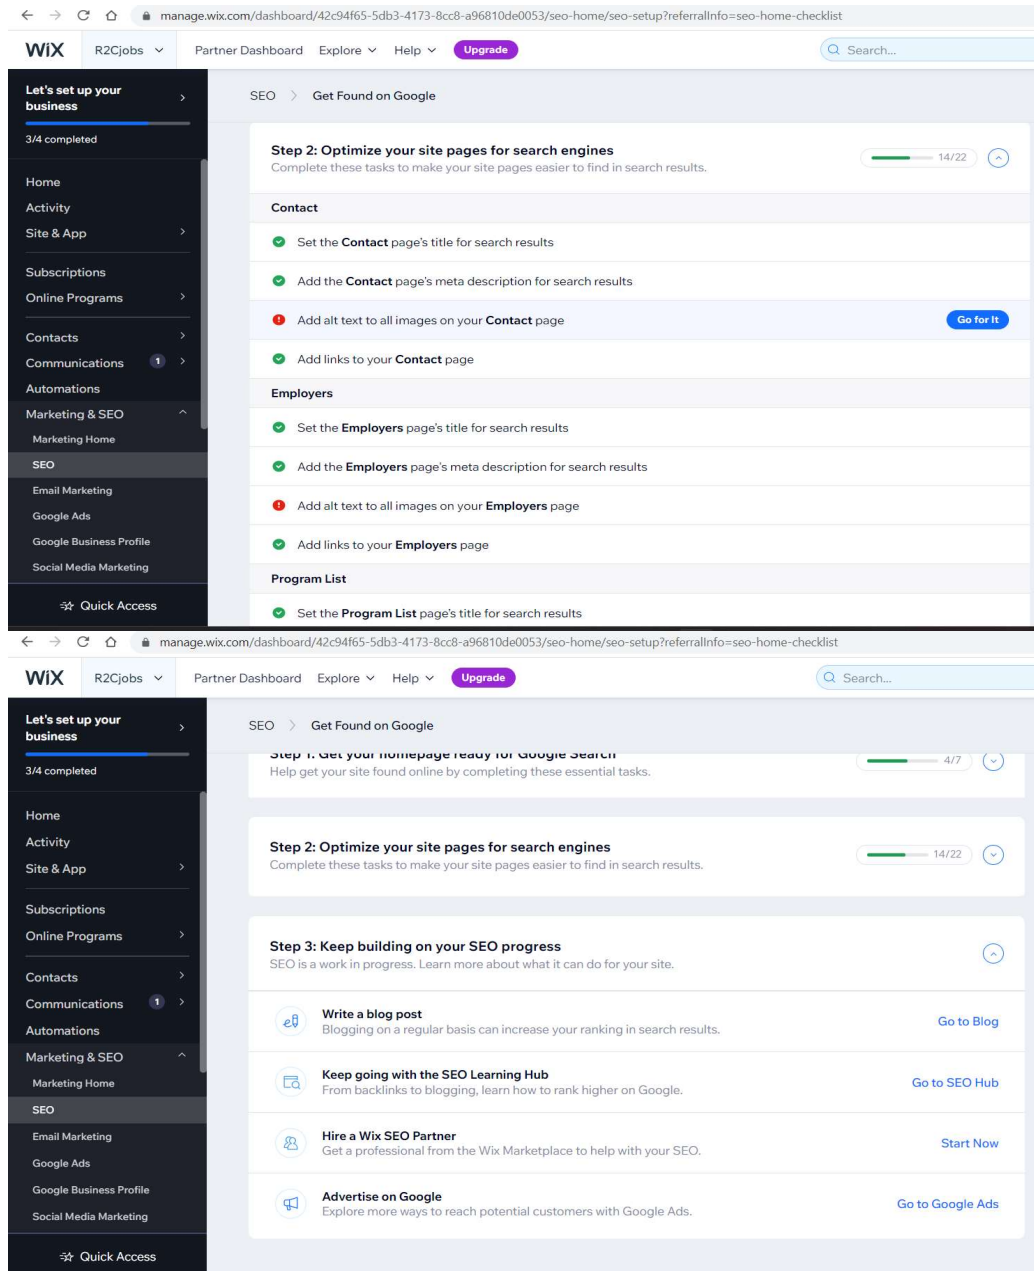 manage.wix.com/dashboard/42c94f65-5db3-4173-8cc8-a96810de0053/seo-home/seo-setup?referralInfo=seo-home-checklist
WiX R2Cjobs Partner Dashboard Explore Help Upgrade Search...
Let's set up your
business
3/4 completed
Home
Activity
Site & App
Subscriptions
Online Programs
Contacts
Communications 1
Automations
Marketing & SEO
Marketing Home
SEO
Email Marketing
Google Ads
Google Business Profile
Social Media Marketing
Quick Access
SEO > Get Found on Google
Step 2: Optimize your site pages for search engines
Complete these tasks to make your site pages easier to find in search results.
14/22
Contact
Set the Contact page's title for search results
Add the Contact page's meta description for search results
Add alt text to all images on your Contact page Go for It
Add links to your Contact page
Employers
Set the Employers page's title for search results
Add the Employers page's meta description for search results
Add alt text to all images on your Employers page
Add links to your Employers page
Program List
Set the Program List page's title for search results
manage.wix.com/dashboard/42c94f65-5db3-4173-8cc8-a96810de0053/seo-home/seo-setup?referralInfo=seo-home-checklist
WiX R2Cjobs Partner Dashboard Explore Help Upgrade Search...
Let's set up your
business
3/4 completed
Home
Activity
Site & App
Subscriptions
Online Programs
Contacts
Communications 1
Automations
Marketing & SEO
Marketing Home
SEO
Email Marketing
Google Ads
Google Business Profile
Social Media Marketing
Quick Access
SEO > Get Found on Google
Step 1: Get your homepage ready for Google Search
Help get your site found online by completing these essential tasks.
4/7
Step 2: Optimize your site pages for search engines
Complete these tasks to make your site pages easier to find in search results.
14/22
Step 3: Keep building on your SEO progress
SEO is a work in progress. Learn more about what it can do for your site.
Write a blog post
Blogging on a regular basis can increase your ranking in search results.
Go to Blog
Keep going with the SEO Learning Hub
From backlinks to blogging, learn how to rank higher on Google.
Go to SEO Hub
Hire a Wix SEO Partner
Get a professional from the Wix Marketplace to help with your SEO.
Start Now
Advertise on Google
Explore more ways to reach potential customers with Google Ads.
Go to Google Ads